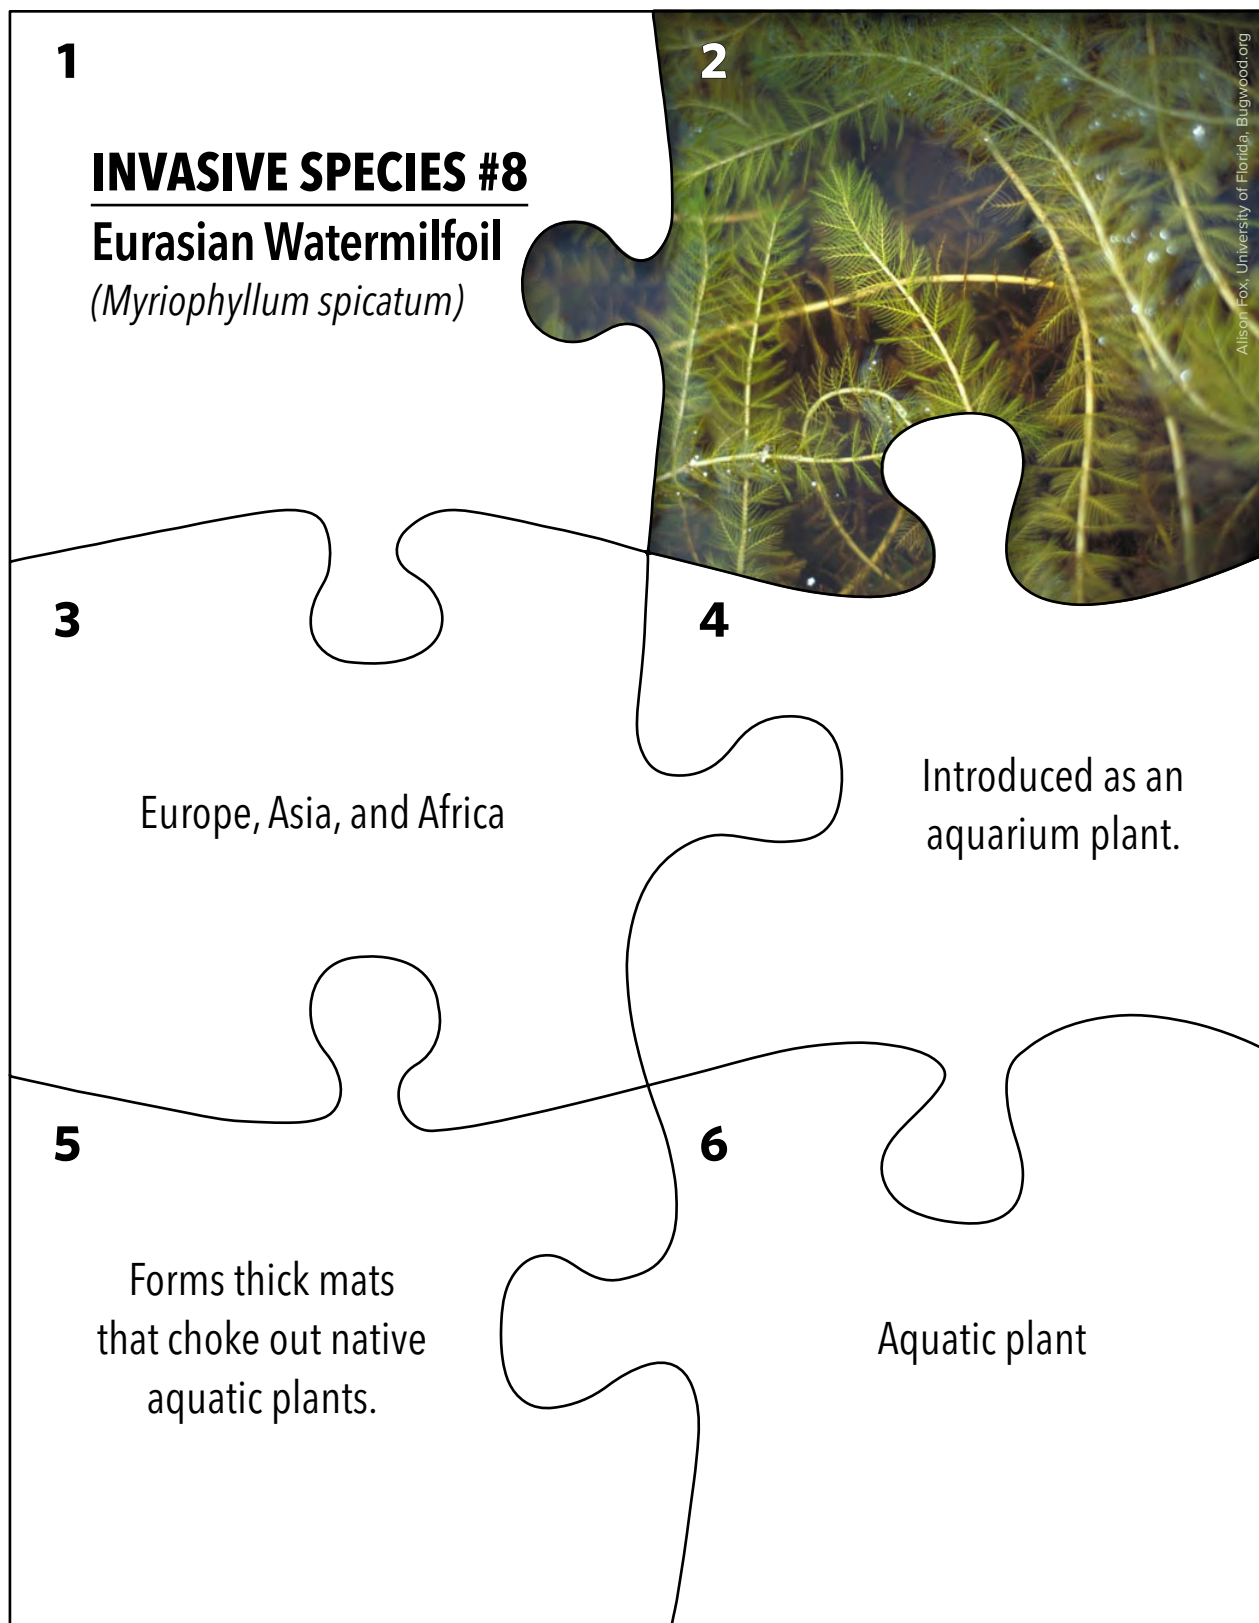 1
INVASIVE SPECIES #8
Eurasian Watermilfoil
(Myriophyllum spicatum)
2
Alison Fox, University of Florida, Bugwood.org
3
Europe, Asia, and Africa
4
Introduced as an
aquarium plant.
5
Forms thick mats
that choke out native
aquatic plants.
6
Aquatic plant